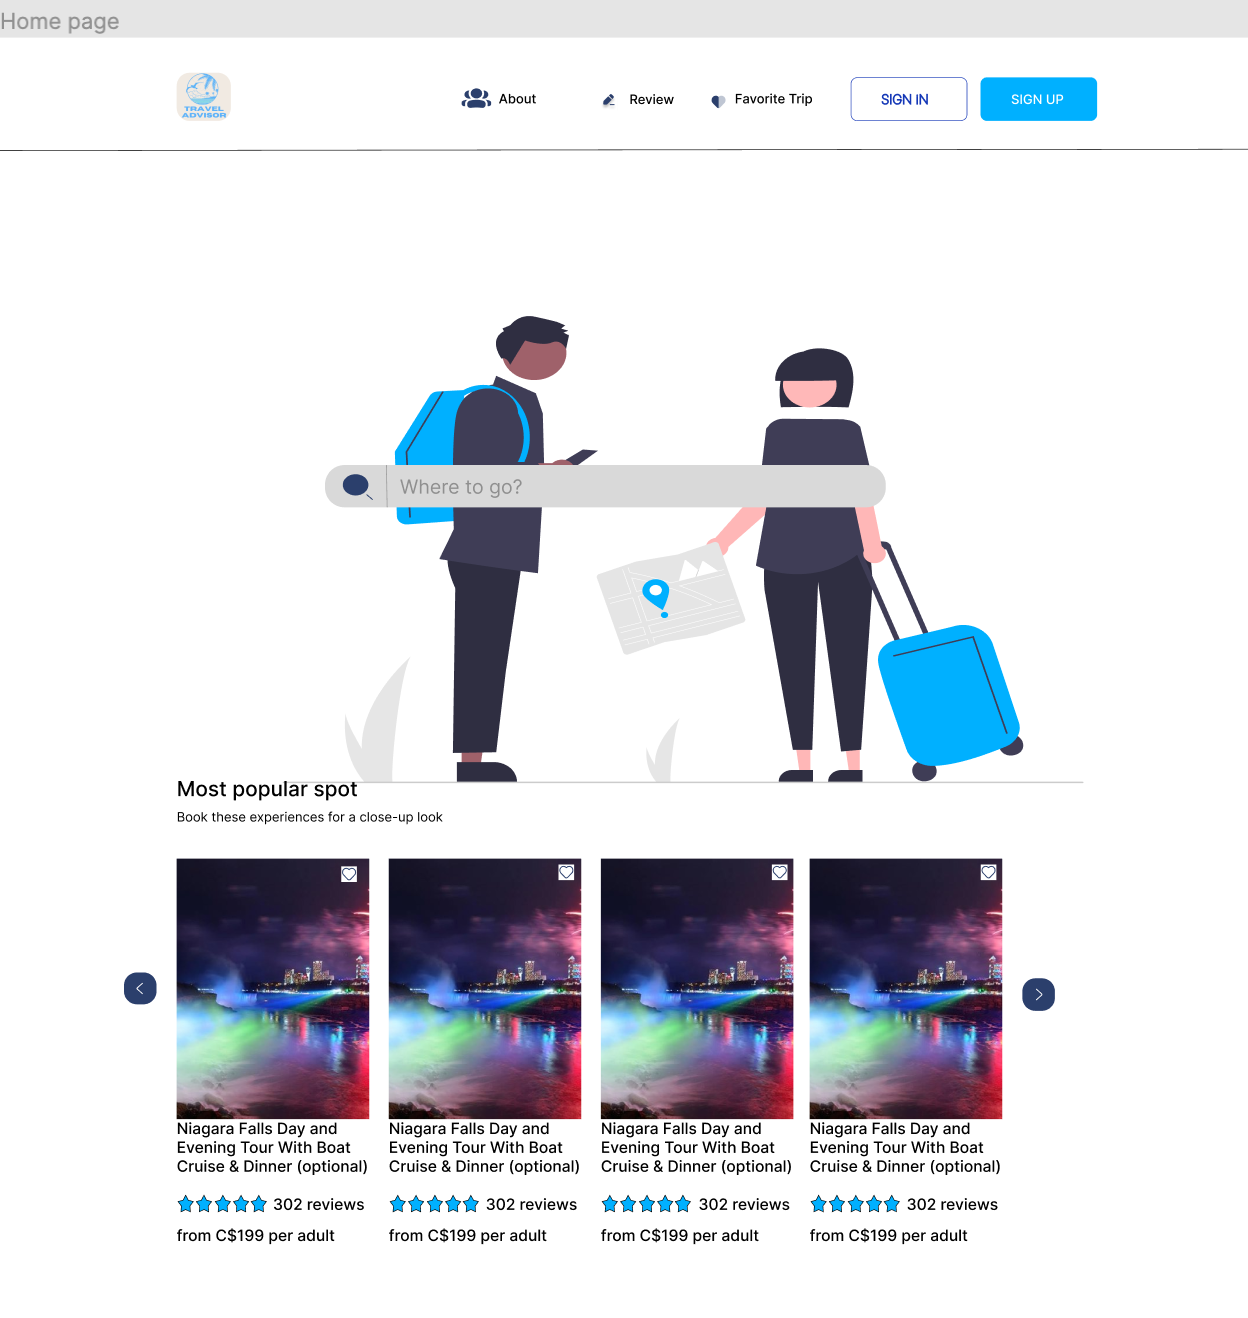 Home page
TRAVEL
ADVISOR
About
Review
Favorite Trip
SIGN IN
SIGN UP
Where to go?
Most popular spot
Book these experiences for a close-up look
Niagara Falls Day and
Evening Tour With Boat
Cruise & Dinner (optional)
302 reviews
from C$199 per adult
Niagara Falls Day and
Evening Tour With Boat
Cruise & Dinner (optional)
302 reviews
from C$199 per adult
Niagara Falls Day and
Evening Tour With Boat
Cruise & Dinner (optional)
302 reviews
from C$199 per adult
Niagara Falls Day and
Evening Tour With Boat
Cruise & Dinner (optional)
302 reviews
from C$199 per adult